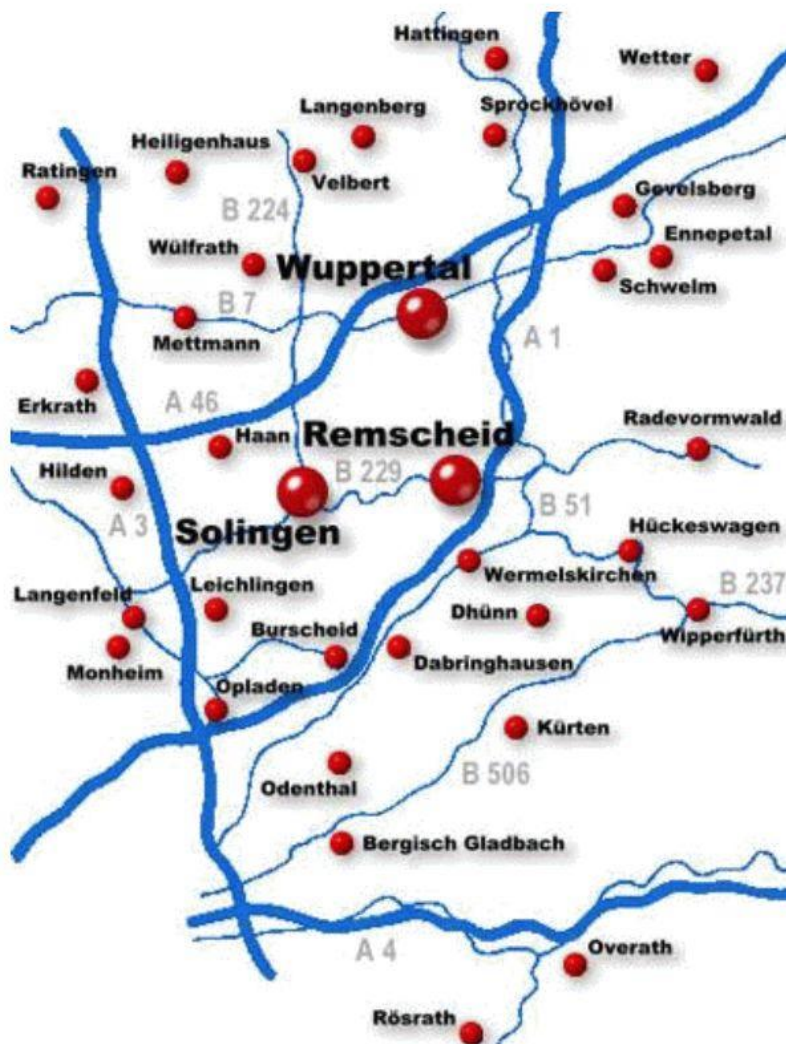 Hattingen
Wetter
Langenberg
Sprockhövel
Heiligenhaus
Ratingen
Velbert
Gevelsberg
B 224
Ennepetal
Wülfrath
Wuppertal
Schwelm
B 7
Mettmann
A 1
Erkrath
A 46
Haan
Remscheid
Radevormwald
Hilden
B 229
A 3
B 51
Solingen
Hückeswagen
Wermelskirchen
B 237
Langenfeld
Leichlingen
Dhünn
Burscheid
Wipperfürth
Monheim
Dabringhausen
Opladen
Kürten
B 506
Odenthal
Bergisch Gladbach
A 4
Overath
Rösrath